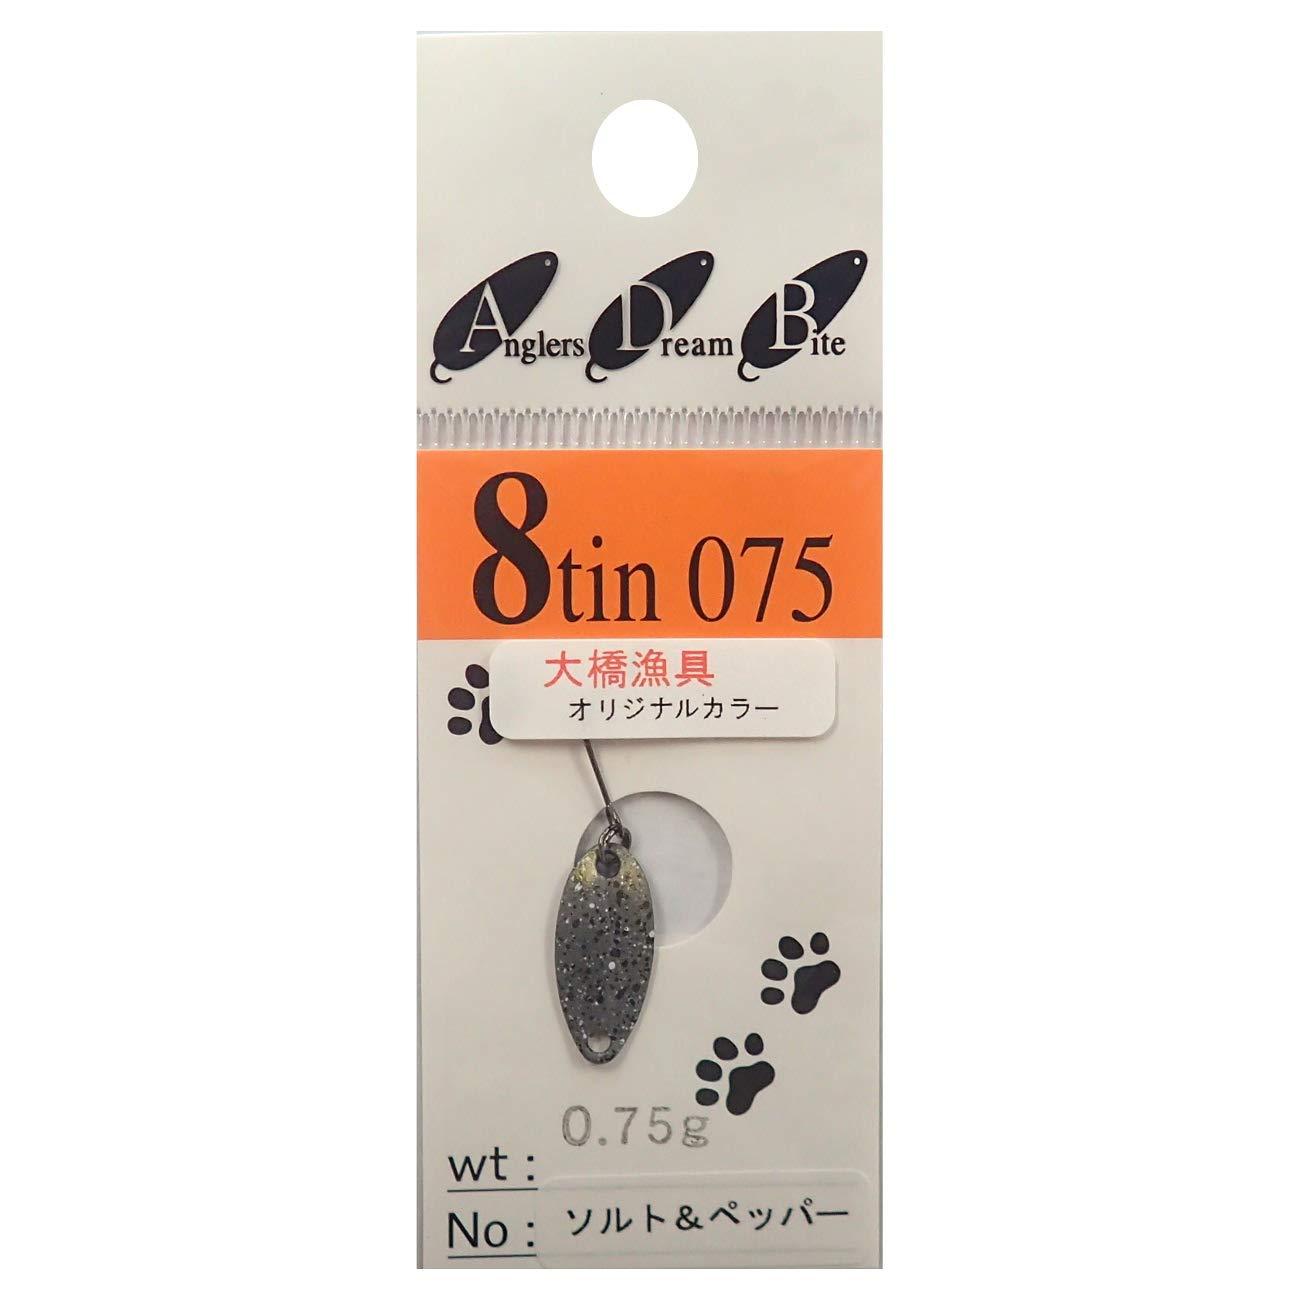 Anglers Dream Bite
8tin 075
大橋漁具
オリジナルカラー
0.75g
wt :
No : ソルト&ペッパー